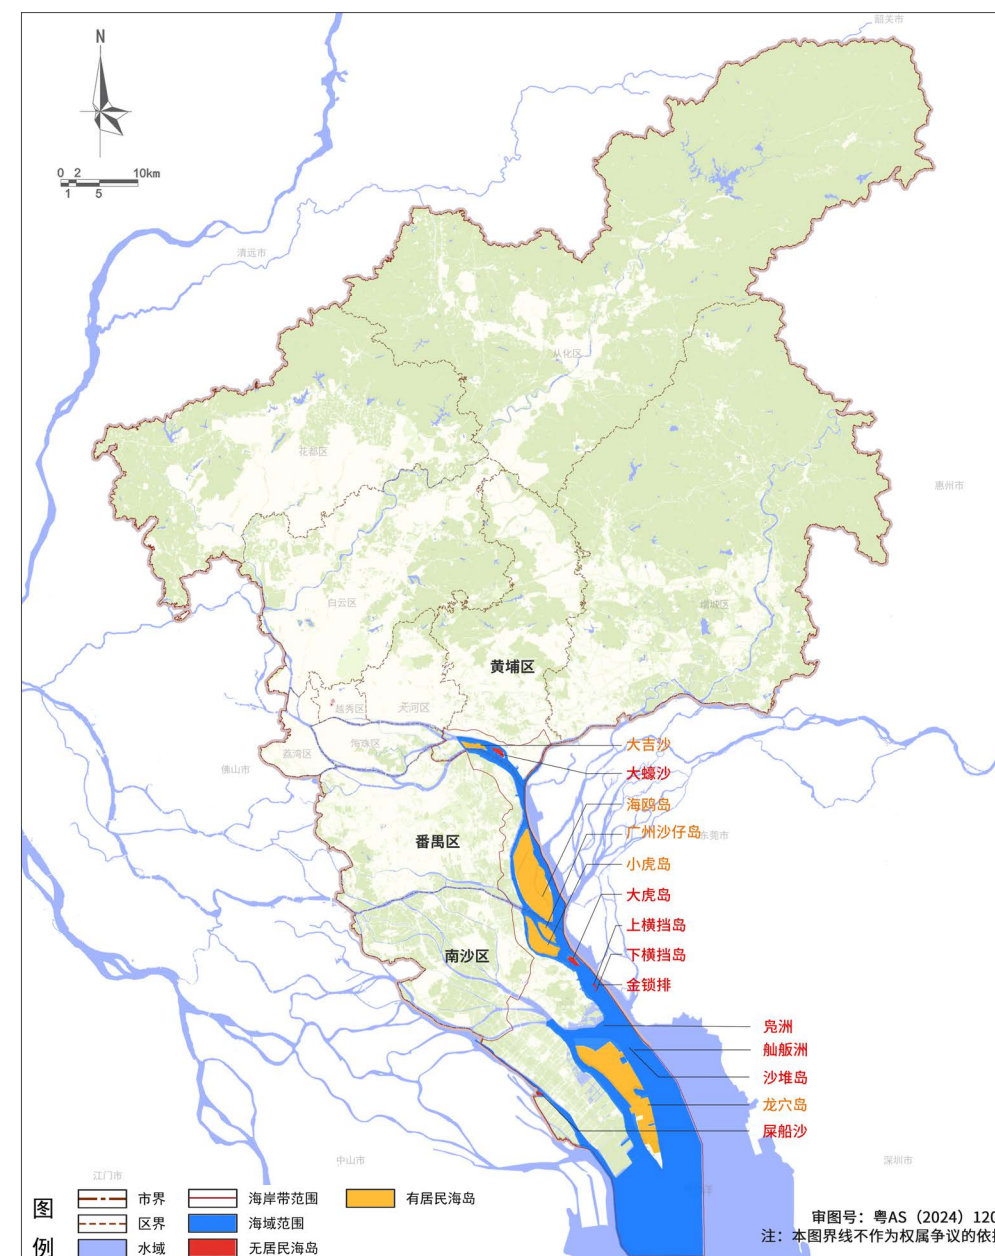 韶关市
N
0 2 10km
1 5
清远市
从化区
花都区
惠州市
白云区
增城区
黄埔区
越秀区
天河区
荔湾区
海珠区
佛山市
大吉沙
大蠔沙
海鸥岛
广州沙仔岛
东莞市
番禺区
小虎岛
大虎岛
上横挡岛
南沙区
下横挡岛
金锁排
凫洲
舢舨洲
沙堆岛
龙穴岛
屎船沙
中山市
深圳市
江门市
图例
市界
海岸带范围
有居民海岛
区界
海域范围
水域
无居民海岛
审图号：粤AS（2024）120
注：本图界线不作为权属争议的依